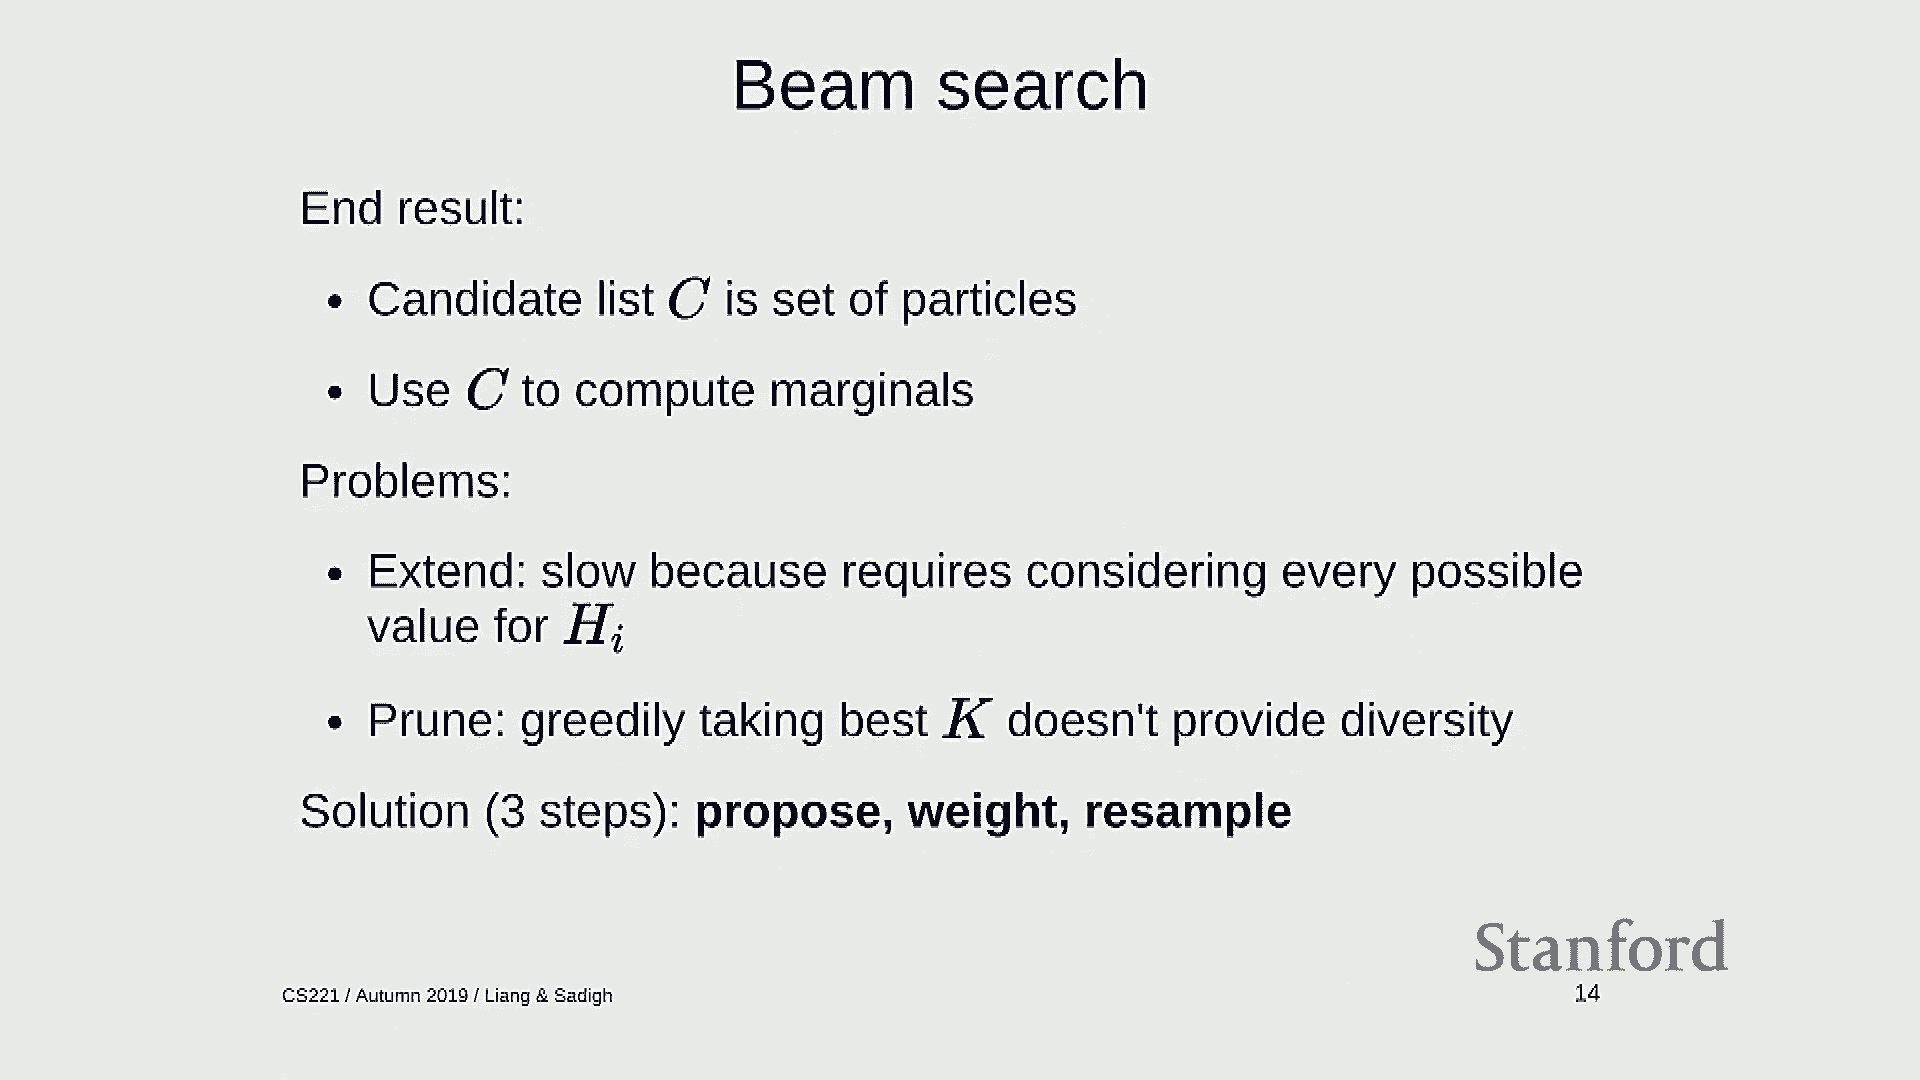 Beam search
End result:
• Candidate list C is set of particles
• Use C to compute marginals
Problems:
• Extend: slow because requires considering every possible
value for H_i
• Prune: greedily taking best K doesn't provide diversity
Solution (3 steps): propose, weight, resample
Stanford
CS221 / Autumn 2019 / Liang & Sadigh
14